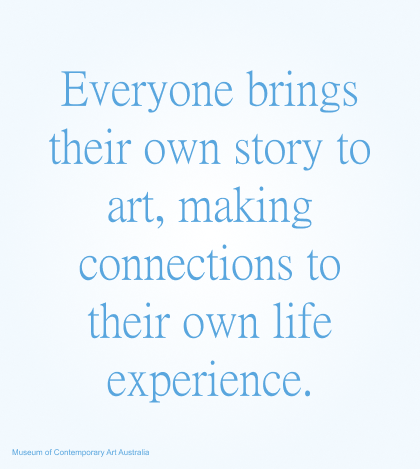 Everyone brings
their own story to
art, making
connections to
their own life
experience.
Museum of Contemporary Art Australia